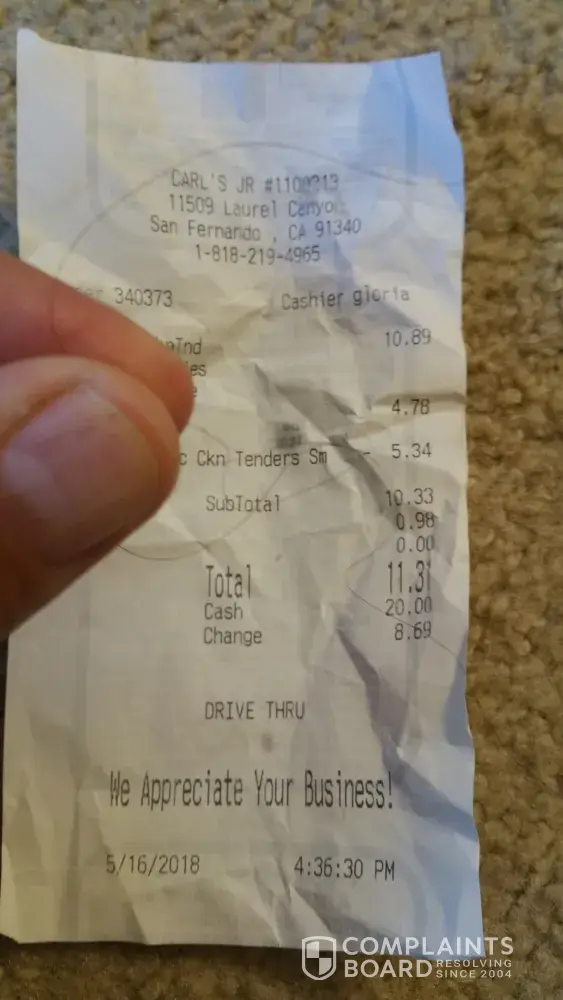 CARL'S JR #1100213
11509 Laurel Canyon
San Fernando , CA 91340
1-818-219-4965
340373 Cashier gloria
10.89
4.78
Ckn Tenders Sm - 5.34
SubTotal 10.33
0.98
0.00
Total 11.31
Cash 20.00
Change 8.69
DRIVE THRU
We Appreciate Your Business!
5/16/2018 4:36:30 PM
COMPLAINTS
BOARD RESOLVING
SINCE 2004